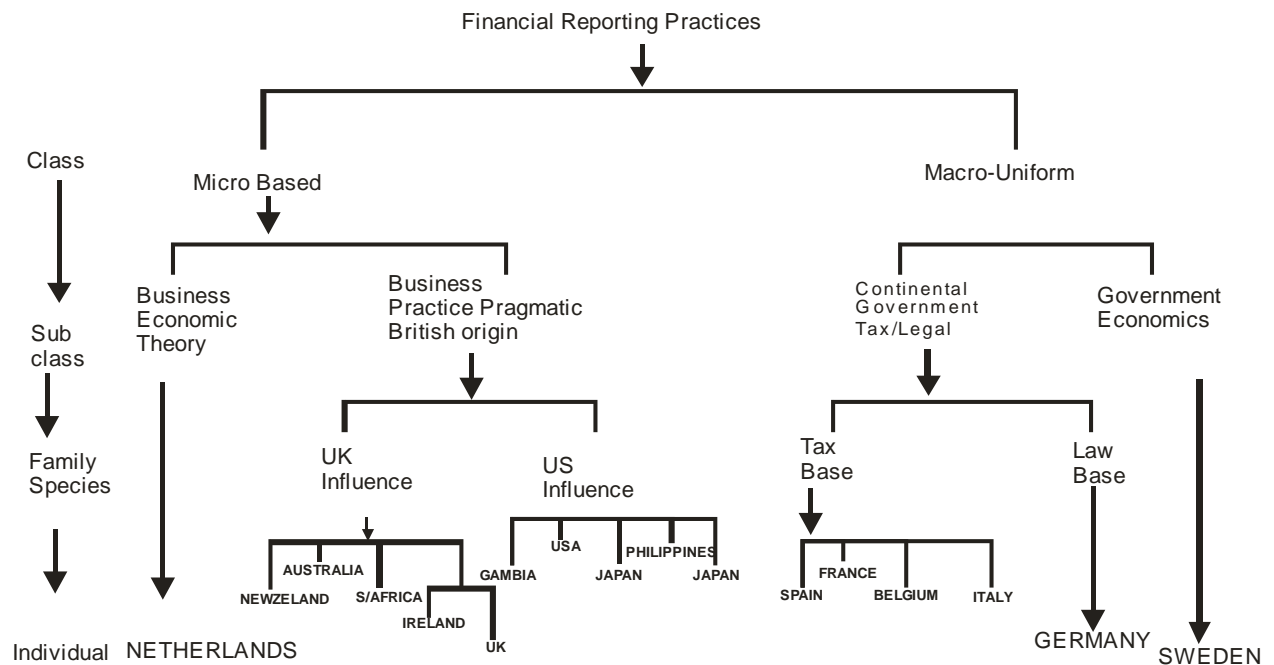 Financial Reporting Practices
Class
Micro Based
Macro-Uniform
Sub
class
Business
Economic
Theory
Business
Practice Pragmatic
British origin
Continental
Government
Tax/Legal
Government
Economics
Family
Species
UK
Influence
US
Influence
Tax
Base
Law
Base
NEWZELAND
AUSTRALIA
S/AFRICA
IRELAND
UK
GAMBIA
USA
JAPAN
PHILIPPINES
JAPAN
SPAIN
FRANCE
BELGIUM
ITALY
Individual
NETHERLANDS
GERMANY
SWEDEN